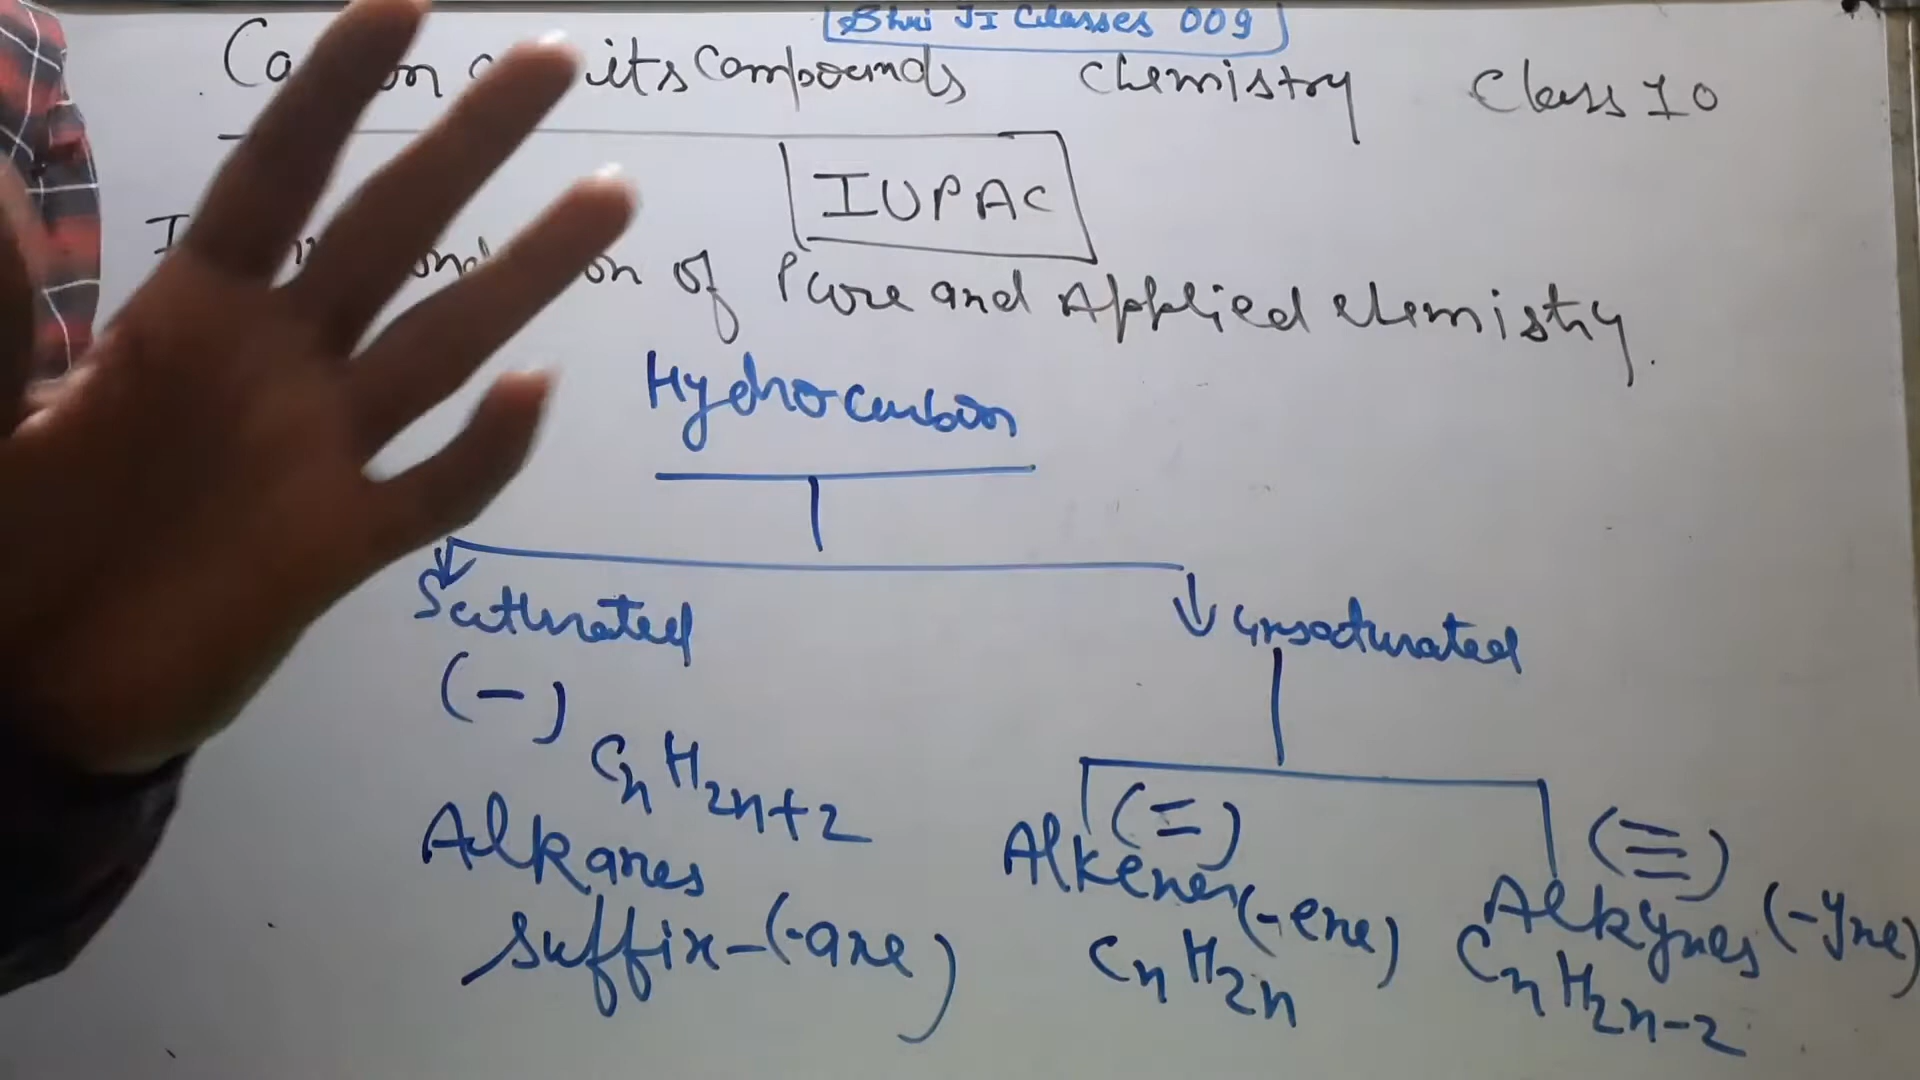 Shri JI Classes 009
its Compounds Chemistry Class 10
IUPAC
of Pure and Applied chemistry.
Hydrocarbon
Saturated
Unsaturated
(-)
CnH2n+2
(=)
(≡)
Alkanes
Alkenes (-ene)
Alkynes (-yne)
suffix-(-ane)
CnH2n
CnH2n-2